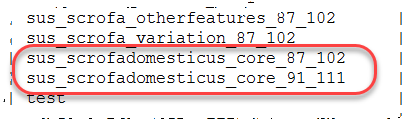 sus_scrofa_otherfeatures_87_102
sus_scrofa_variation_87_102
sus_scrofadomesticus_core_87_102
sus_scrofadomesticus_core_91_111
test